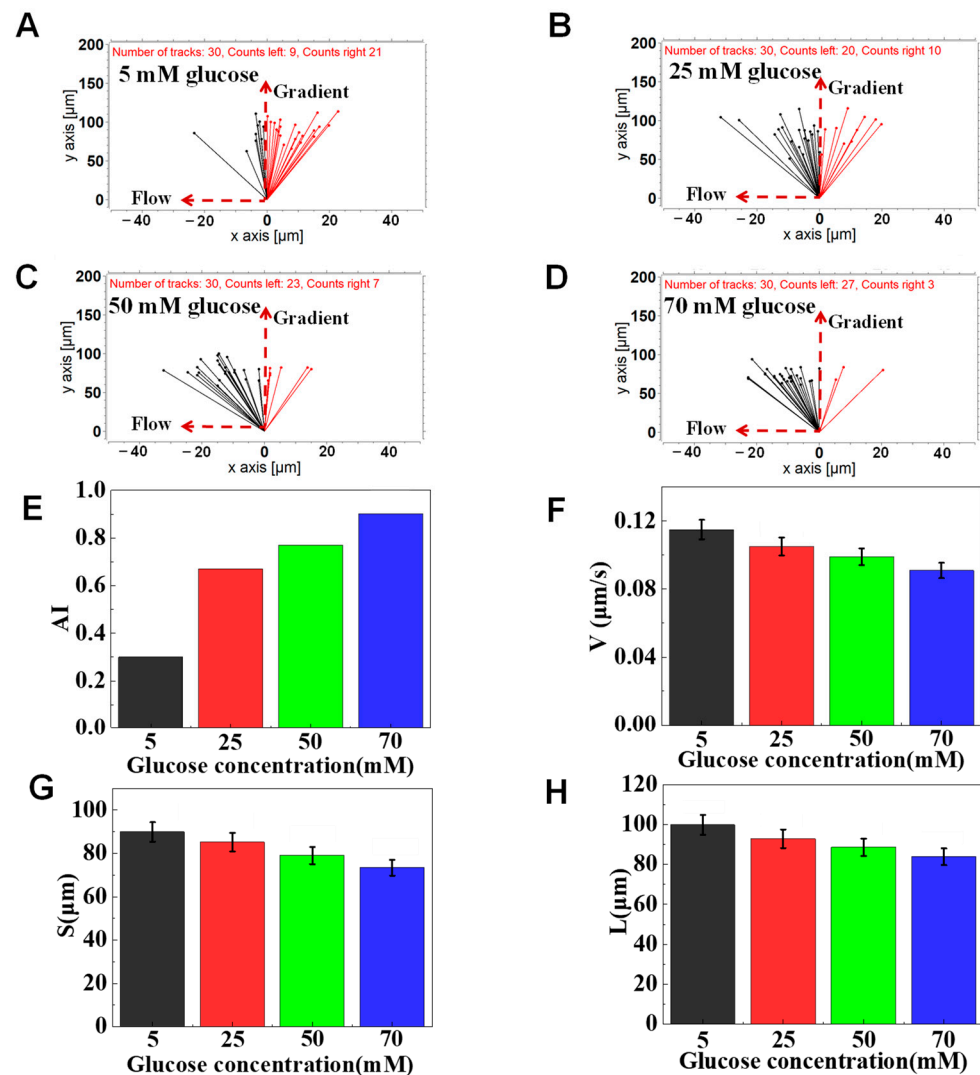 A
Number of tracks: 30, Counts left: 9, Counts right 21
5 mM glucose
Gradient
Flow
y axis [µm]
200
150
100
50
0
−40 −20 0 20 40
x axis [µm]
B
Number of tracks: 30, Counts left: 20, Counts right 10
25 mM glucose
Gradient
Flow
y axis [µm]
200
150
100
50
0
−40 −20 0 20 40
x axis [µm]
C
Number of tracks: 30, Counts left: 23, Counts right 7
50 mM glucose
Gradient
Flow
y axis [µm]
200
150
100
50
0
−40 −20 0 20 40
x axis [µm]
D
Number of tracks: 30, Counts left: 27, Counts right 3
70 mM glucose
Gradient
Flow
y axis [µm]
200
150
100
50
0
−40 −20 0 20 40
x axis [µm]
E
AI
1.0
0.8
0.6
0.4
0.2
0.0
5 25 50 70
Glucose concentration(mM)
F
V (µm/s)
0.12
0.08
0.04
0.00
5 25 50 70
Glucose concentration(mM)
G
S(µm)
100
80
60
40
20
0
5 25 50 70
Glucose concentration(mM)
H
L(µm)
120
100
80
60
40
20
0
5 25 50 70
Glucose concentration(mM)